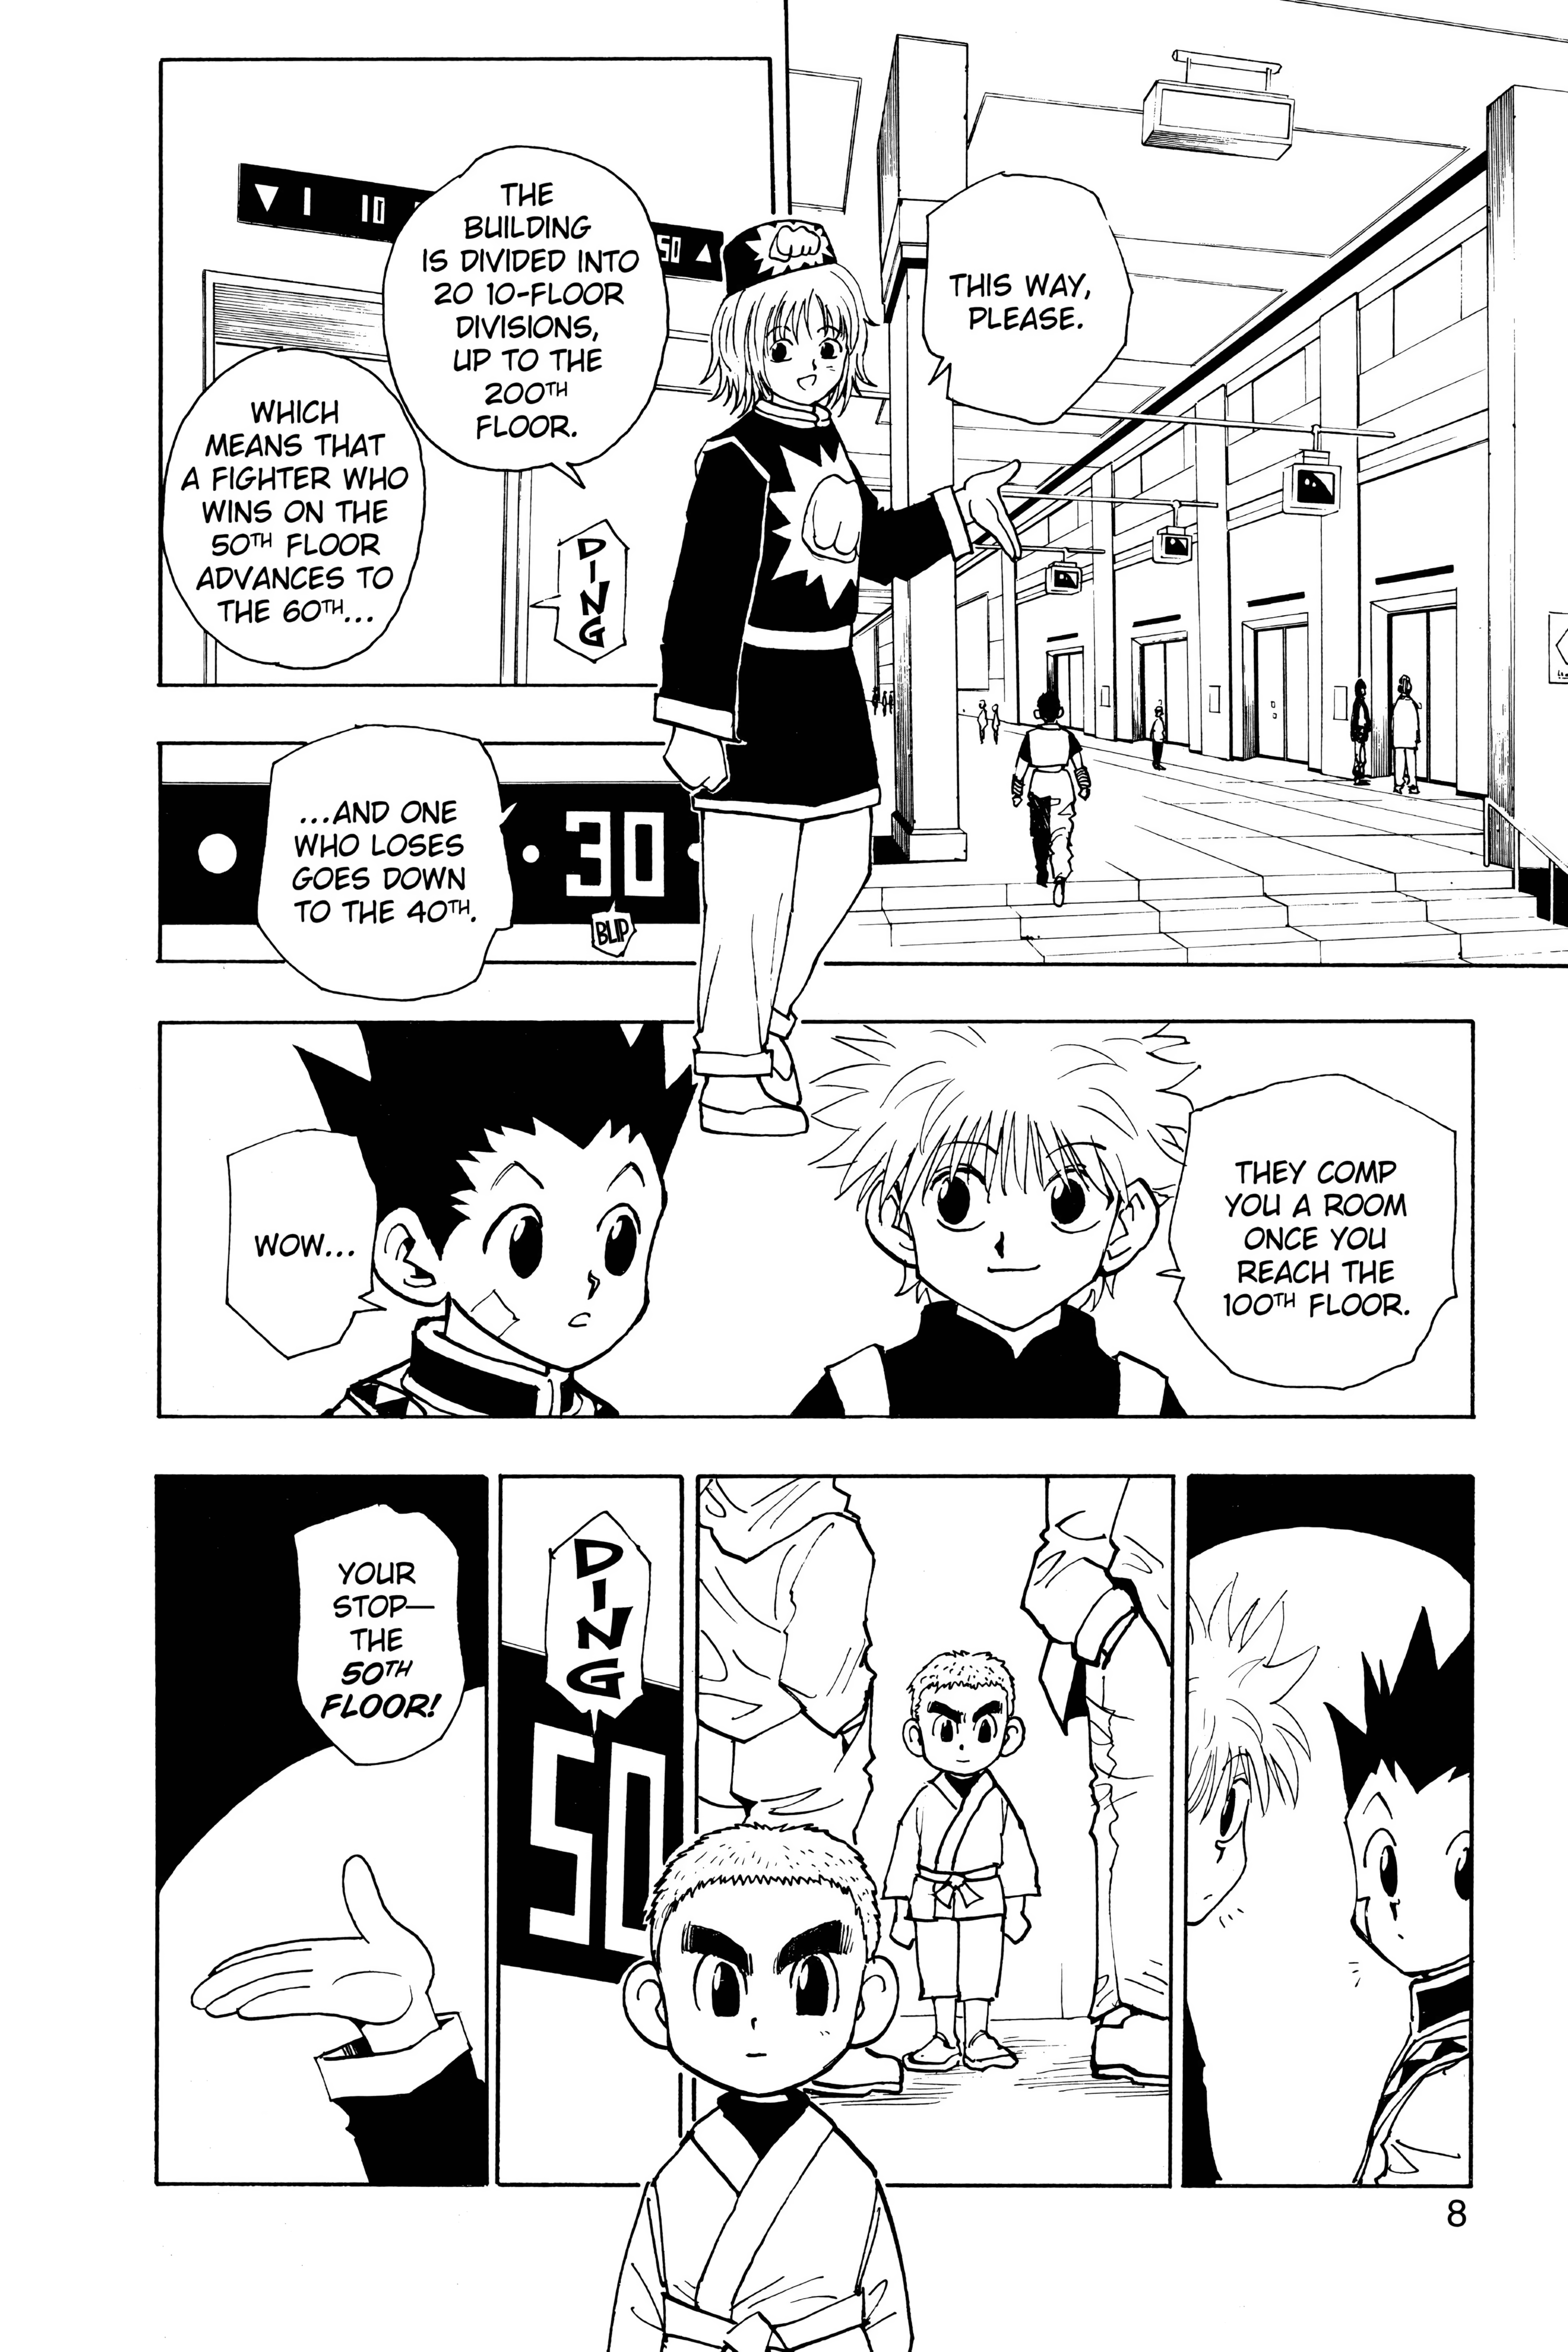 THIS WAY,
PLEASE.
▼ 1 10
50 ▲
THE
BUILDING
IS DIVIDED INTO
20 10-FLOOR
DIVISIONS,
UP TO THE
200TH
FLOOR.
WHICH
MEANS THAT
A FIGHTER WHO
WINS ON THE
50TH FLOOR
ADVANCES TO
THE 60TH...
DING
...AND ONE
WHO LOSES
GOES DOWN
TO THE 40TH.
30
BLIP
THEY COMP
YOU A ROOM
ONCE YOU
REACH THE
100TH FLOOR.
WOW...
DING
50
YOUR
STOP—
THE
50TH
FLOOR!
8